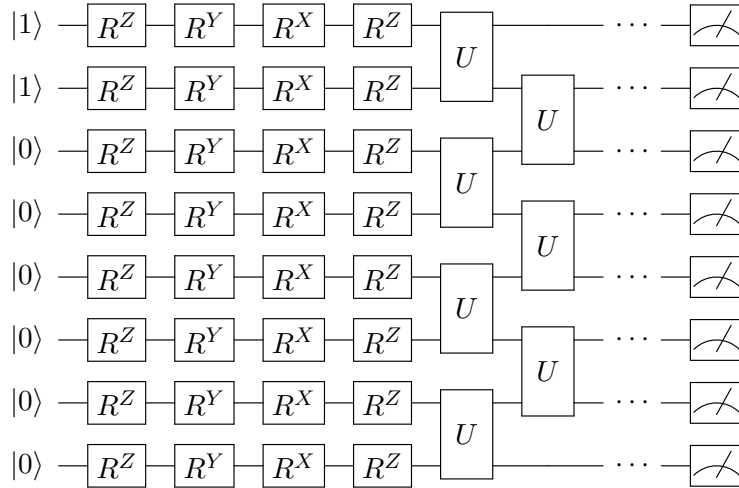 |1⟩ R^Z R^Y R^X R^Z ···
U
|1⟩ R^Z R^Y R^X R^Z ···
U
|0⟩ R^Z R^Y R^X R^Z ···
U
|0⟩ R^Z R^Y R^X R^Z ···
U
|0⟩ R^Z R^Y R^X R^Z ···
U
|0⟩ R^Z R^Y R^X R^Z ···
U
|0⟩ R^Z R^Y R^X R^Z ···
U
|0⟩ R^Z R^Y R^X R^Z ···